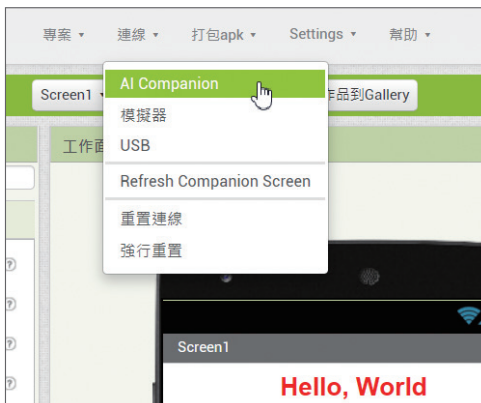 專案 ▾ 連線 ▾ 打包apk ▾ Settings ▾ 幫助 ▾
Screen1
作品到Gallery
AI Companion
模擬器
USB
Refresh Companion Screen
重置連線
強行重置
工作面
Screen1
Hello, World